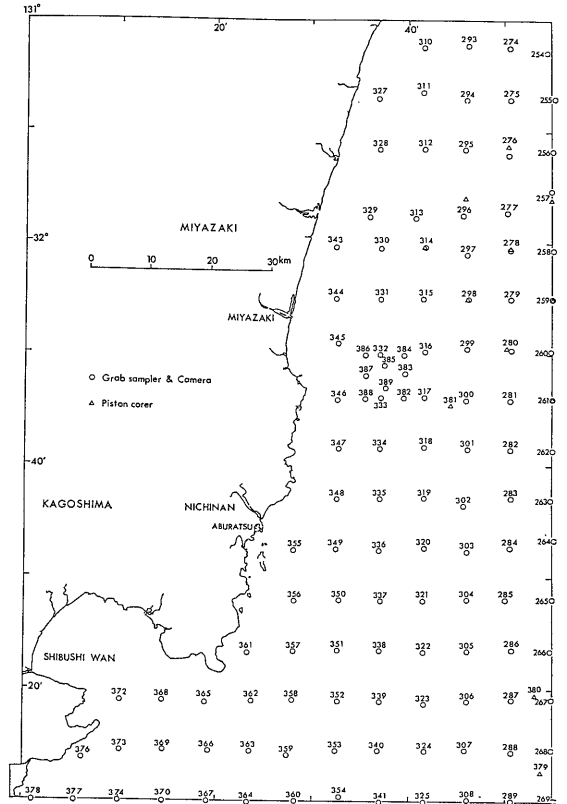 131°
20'
40'
310 293 274
254
327 311 294 275
255
328 312 295 276
256
257
329 313 296 277
MIYAZAKI
32°
343 330 314 297 278
258
0 10 20 30km
344 331 315 298 279
259
MIYAZAKI
345 386 332 384 316 299 280
260
385
387 383
Grab sampler & Camera
389
346 388 382 317 381 300 281
261
333
Piston corer
347 334 318 301 282
262
40'
KAGOSHIMA
NICHINAN
348 335 319 302 283
263
ABURATSU
355 349 336 320 303 284
264
356 350 337 321 304 285
265
361 357 351 338 322 305 286
266
SHIBUSHI WAN
20'
372 368 365 362 358 352 339 323 306 287 380
267
376 373 369 366 363 359 353 340 324 307 288
268
379
378 377 374 370 367 364 360 354 341 325 308 289
269